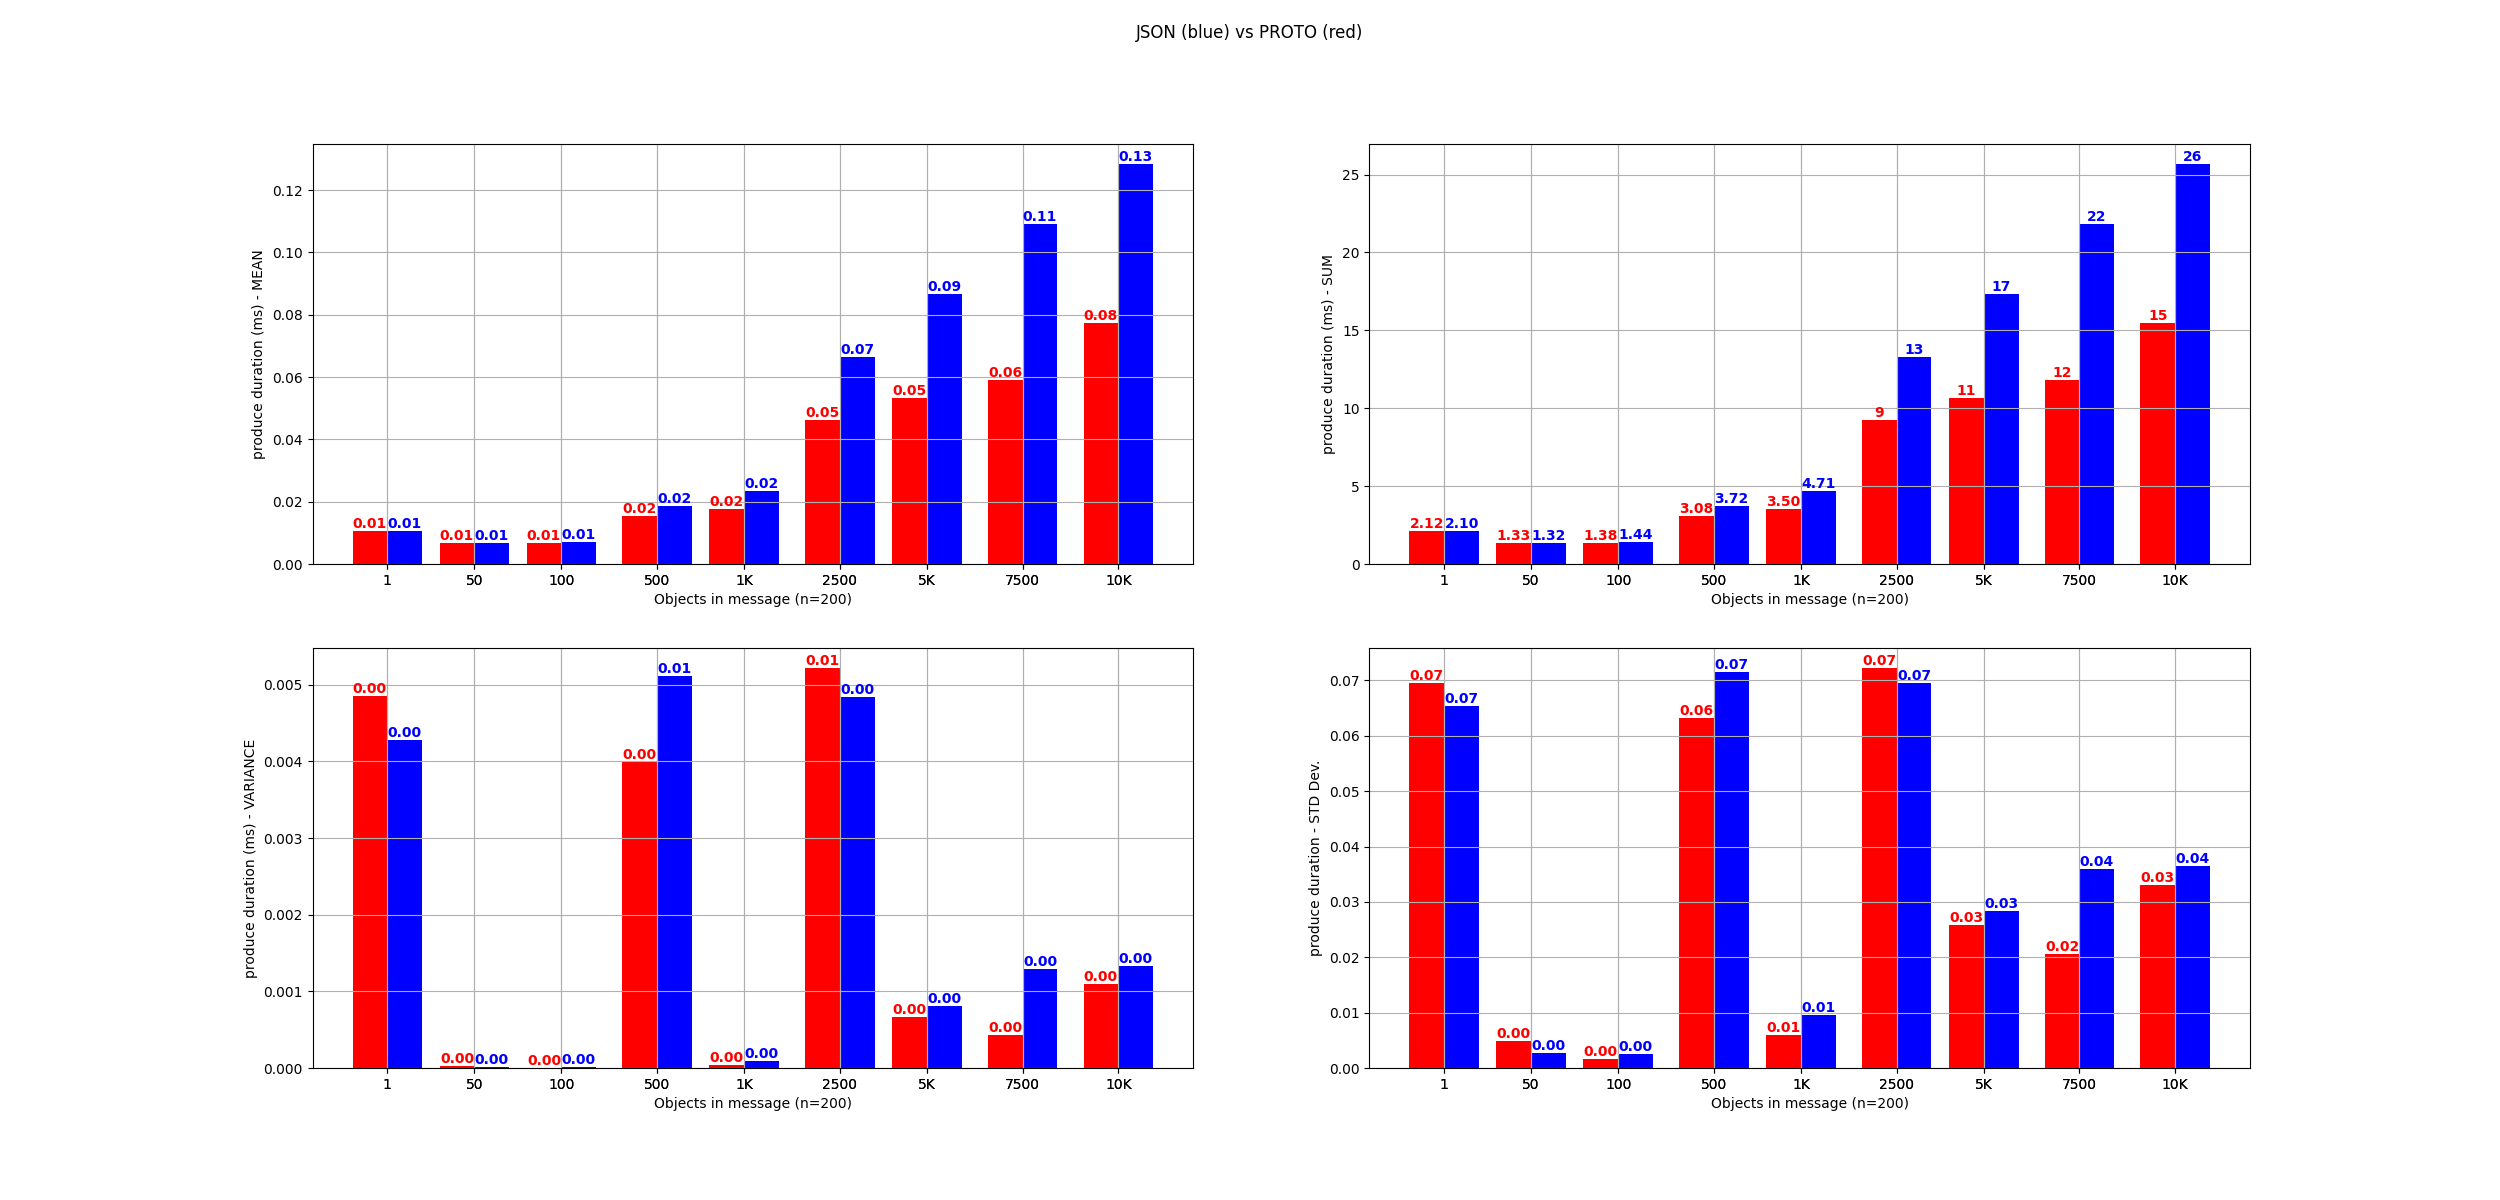 JSON (blue) vs PROTO (red)
produce duration (ms) - MEAN
0.12
0.10
0.08
0.06
0.04
0.02
0.00
0.01 0.01 0.01 0.01 0.01 0.01 0.02 0.02 0.02 0.02 0.05 0.07 0.05 0.09 0.06 0.11 0.08 0.13
1 50 100 500 1K 2500 5K 7500 10K
Objects in message (n=200)
produce duration (ms) - SUM
25
20
15
10
5
0
2.12 2.10 1.33 1.32 1.38 1.44 3.08 3.72 3.50 4.71 9 13 11 17 12 22 15 26
1 50 100 500 1K 2500 5K 7500 10K
Objects in message (n=200)
produce duration (ms) - VARIANCE
0.005
0.004
0.003
0.002
0.001
0.000
0.00 0.00 0.00 0.00 0.00 0.00 0.00 0.01 0.00 0.00 0.01 0.00 0.00 0.00 0.00 0.00 0.00 0.00
1 50 100 500 1K 2500 5K 7500 10K
Objects in message (n=200)
produce duration - STD Dev.
0.07
0.06
0.05
0.04
0.03
0.02
0.01
0.00
0.07 0.07 0.00 0.00 0.00 0.00 0.06 0.07 0.01 0.01 0.07 0.07 0.03 0.03 0.02 0.04 0.03 0.04
1 50 100 500 1K 2500 5K 7500 10K
Objects in message (n=200)